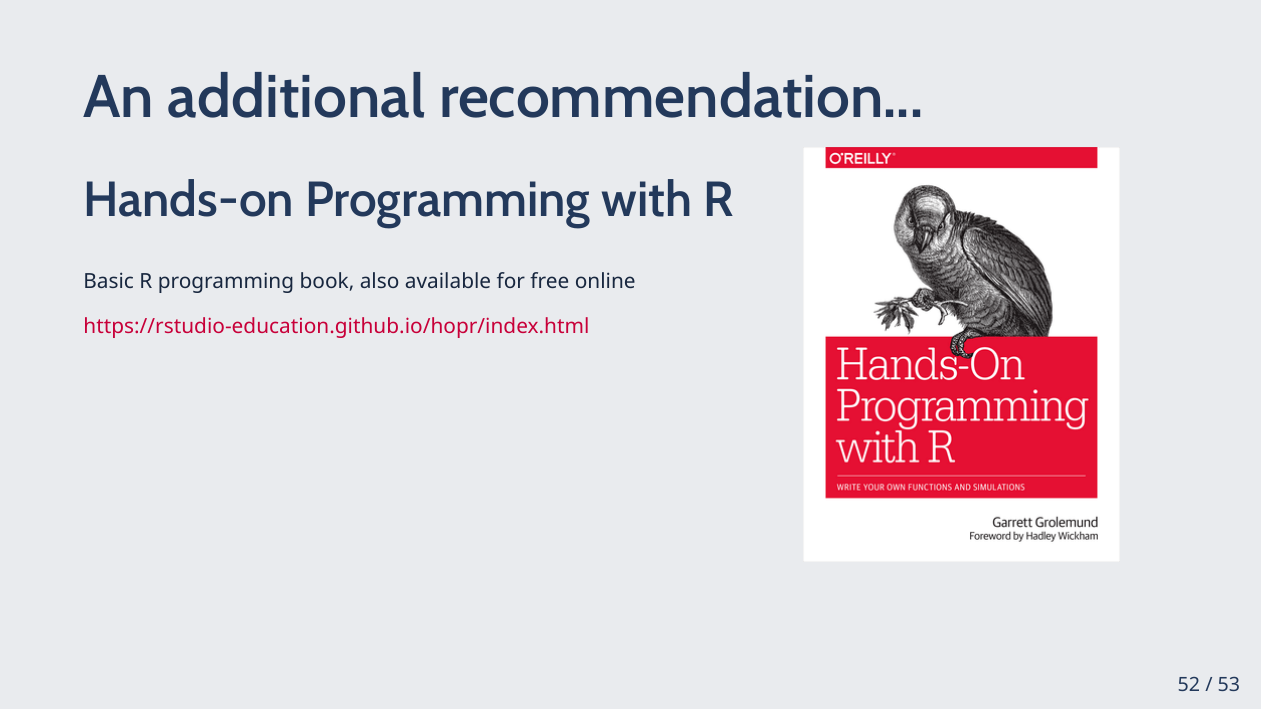 An additional recommendation...
Hands-on Programming with R
Basic R programming book, also available for free online
https://rstudio-education.github.io/hopr/index.html
O'REILLY
Hands-On
Programming
with R
WRITE YOUR OWN FUNCTIONS AND SIMULATIONS
Garrett Grolemund
Foreword by Hadley Wickham
52 / 53